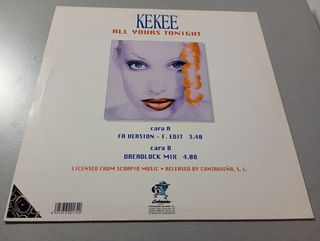 KEKEE
ALL YOURS TONIGHT
cara A
FR VERSION - F. EDIT 5.40
cara B
DREADLOCK MIX 4.08
LICENSED FROM SCORPIO MUSIC • RELEASED BY CONTRASEÑA, S. L.